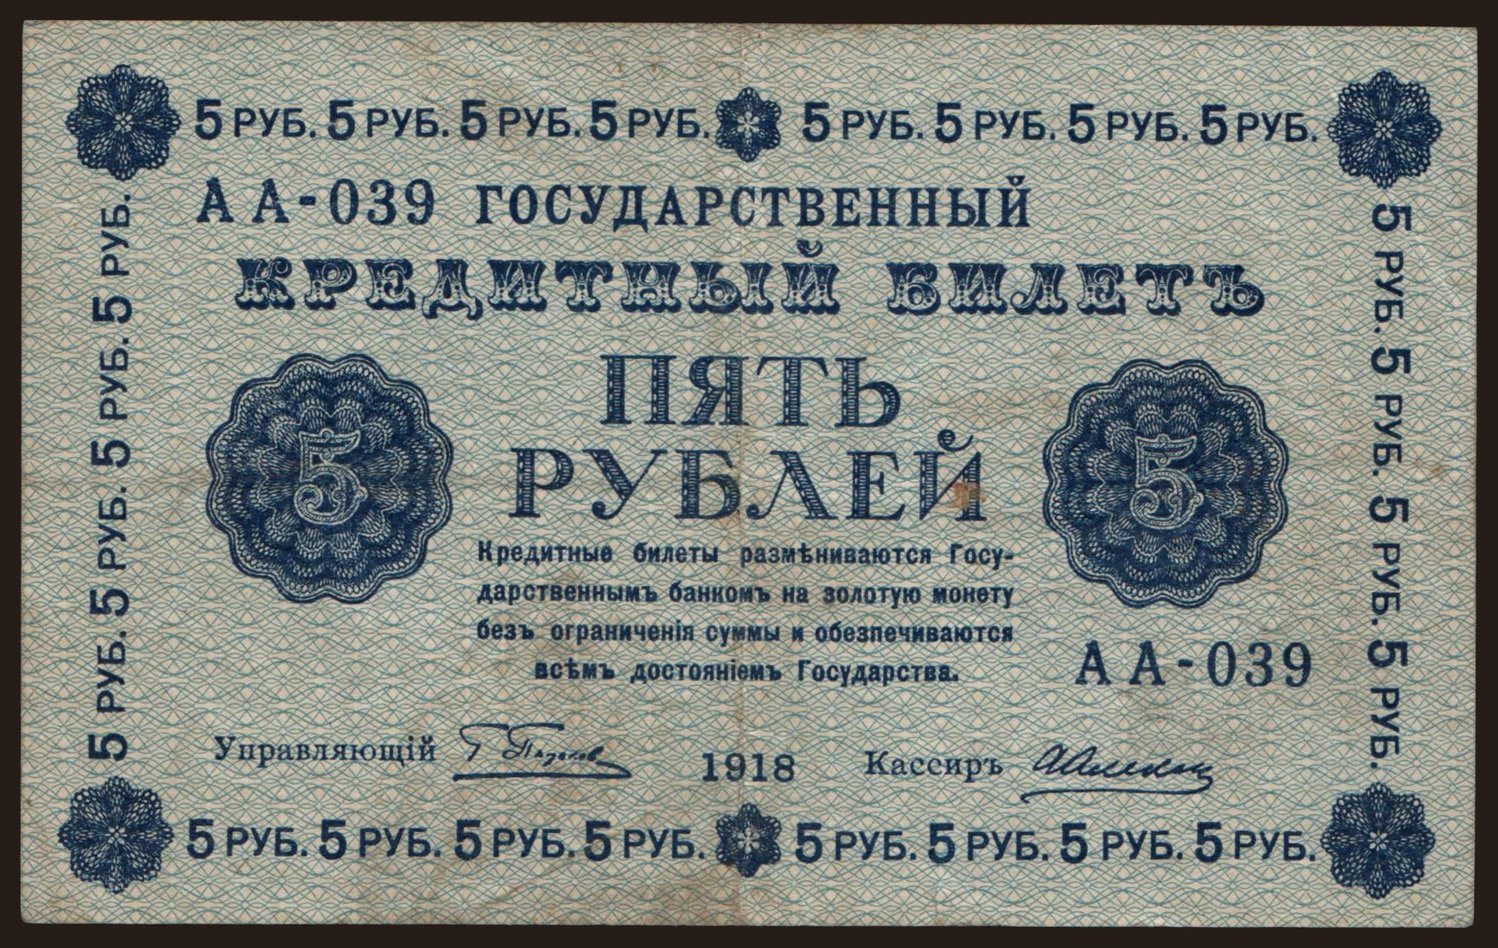 5 РУБ. 5 РУБ. 5 РУБ. 5 РУБ. 5 РУБ. 5 РУБ. 5 РУБ. 5 РУБ.
АА-039 ГОСУДАРСТВЕННЫЙ
КРЕДИТНЫЙ БИЛЕТЪ
5 РУБ. 5 РУБ. 5 РУБ. 5 РУБ.
5 РУБ. 5 РУБ. 5 РУБ. 5 РУБ.
ПЯТЬ
РУБЛЕЙ
5
5
Кредитные билеты размѣниваются Госу-
дарственнымъ банкомъ на золотую монету
безъ ограниченія суммы и обезпечиваются
всѣмъ достояніемъ Государства.
АА-039
Управляющій Г. Пятаков 1918 Кассиръ
5 РУБ. 5 РУБ. 5 РУБ. 5 РУБ. 5 РУБ. 5 РУБ. 5 РУБ. 5 РУБ.